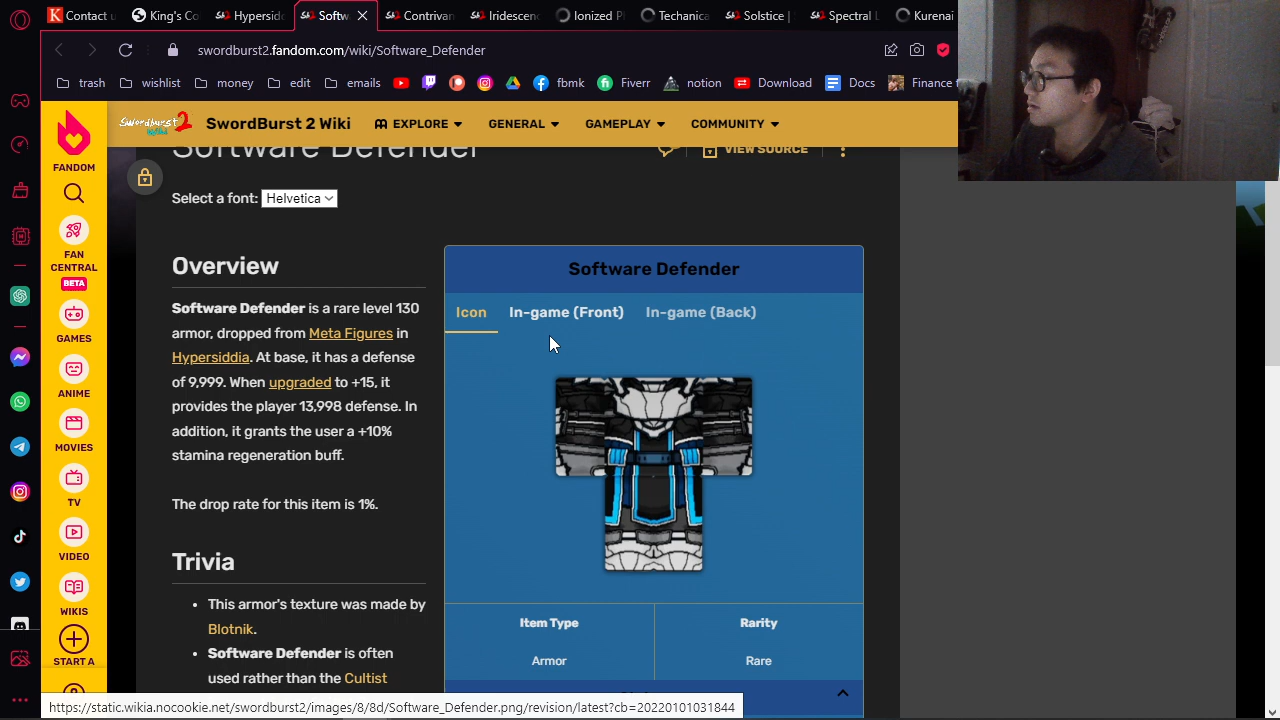 Contact u
King's Co
Hypersid
Softw
Contrivan
Iridescen
Ionized P
Techanica
Solstice |
Spectral L
Kurenai
swordburst2.fandom.com/wiki/Software_Defender
trash
wishlist
money
edit
emails
fbmk
Fiverr
notion
Download
Docs
Finance t
FANDOM
Swordburst 2
SwordBurst 2 Wiki
EXPLORE
GENERAL
GAMEPLAY
COMMUNITY
Software Defender
VIEW SOURCE
Select a font: Helvetica
FAN
CENTRAL
BETA
GAMES
ANIME
MOVIES
TV
VIDEO
WIKIS
START A
Overview
Software Defender is a rare level 130
armor, dropped from Meta Figures in
Hypersiddia. At base, it has a defense
of 9,999. When upgraded to +15, it
provides the player 13,998 defense. In
addition, it grants the user a +10%
stamina regeneration buff.
The drop rate for this item is 1%.
Trivia
• This armor's texture was made by
Blotnik.
• Software Defender is often
used rather than the Cultist
Software Defender
Icon
In-game (Front)
In-game (Back)
Item Type
Rarity
Armor
Rare
https://static.wikia.nocookie.net/swordburst2/images/8/8d/Software_Defender.png/revision/latest?cb=20220101031844